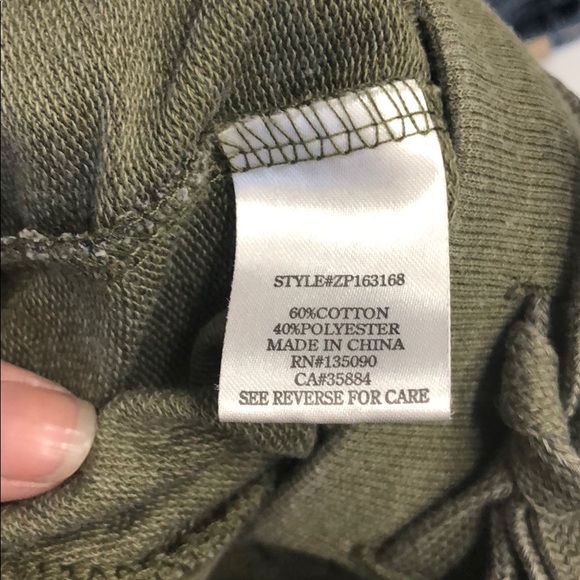 STYLE#ZP163168
60%COTTON
40%POLYESTER
MADE IN CHINA
RN#135090
CA#35884
SEE REVERSE FOR CARE